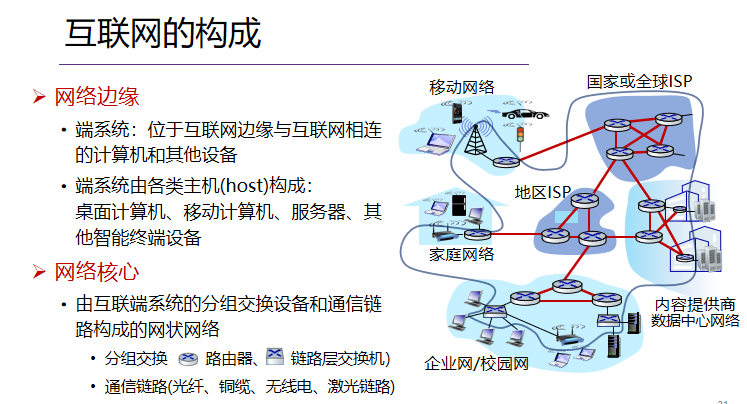 互联网的构成
网络边缘
• 端系统：位于互联网边缘与互联网相连
的计算机和其他设备
• 端系统由各类主机(host)构成：
桌面计算机、移动计算机、服务器、其
他智能终端设备
网络核心
• 由互联端系统的分组交换设备和通信链
路构成的网状网络
• 分组交换 路由器、 链路层交换机)
• 通信链路(光纤、铜缆、无线电、激光链路)
移动网络
国家或全球ISP
地区ISP
家庭网络
内容提供商
数据中心网络
企业网/校园网